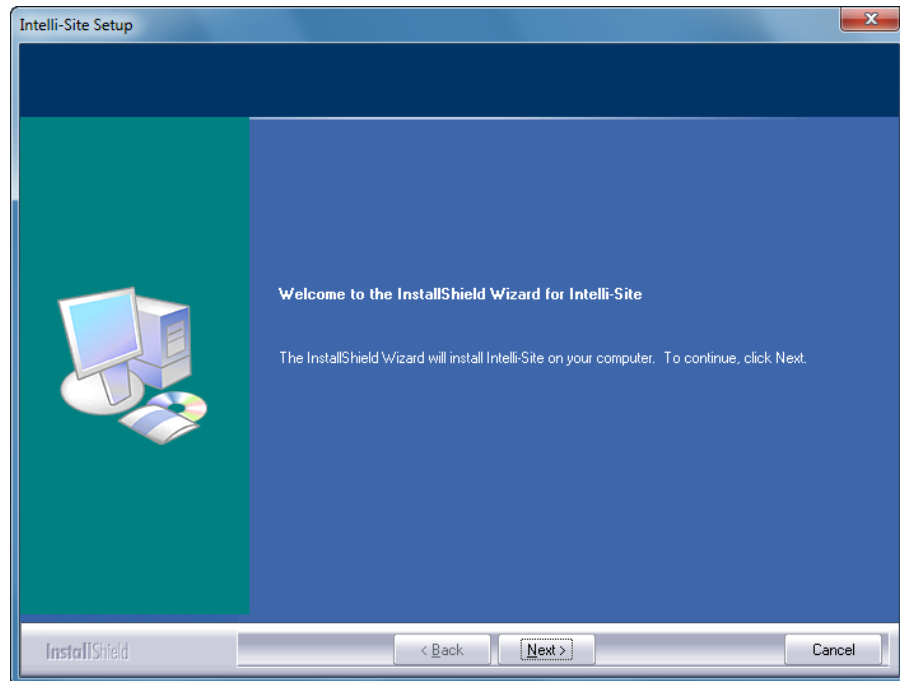 Intelli-Site Setup
Welcome to the InstallShield Wizard for Intelli-Site
The InstallShield Wizard will install Intelli-Site on your computer. To continue, click Next.
InstallShield
< Back
Next >
Cancel